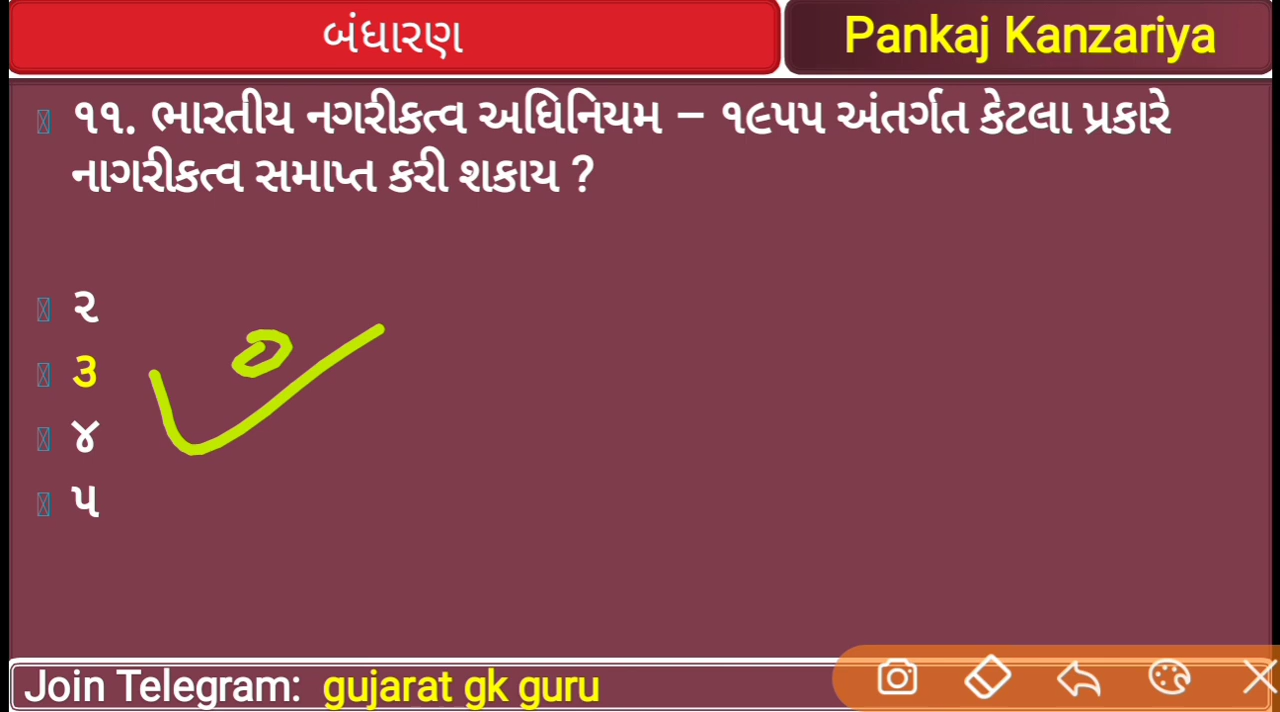 બંધારણ
Pankaj Kanzariya
૧૧. ભારતીય નગરીકત્વ અધિનિયમ – ૧૯૫૫ અંતર્ગત કેટલા પ્રકારે
નાગરીકત્વ સમાપ્ત કરી શકાય ?
૨
૩
૪
૫
Join Telegram: gujarat gk guru